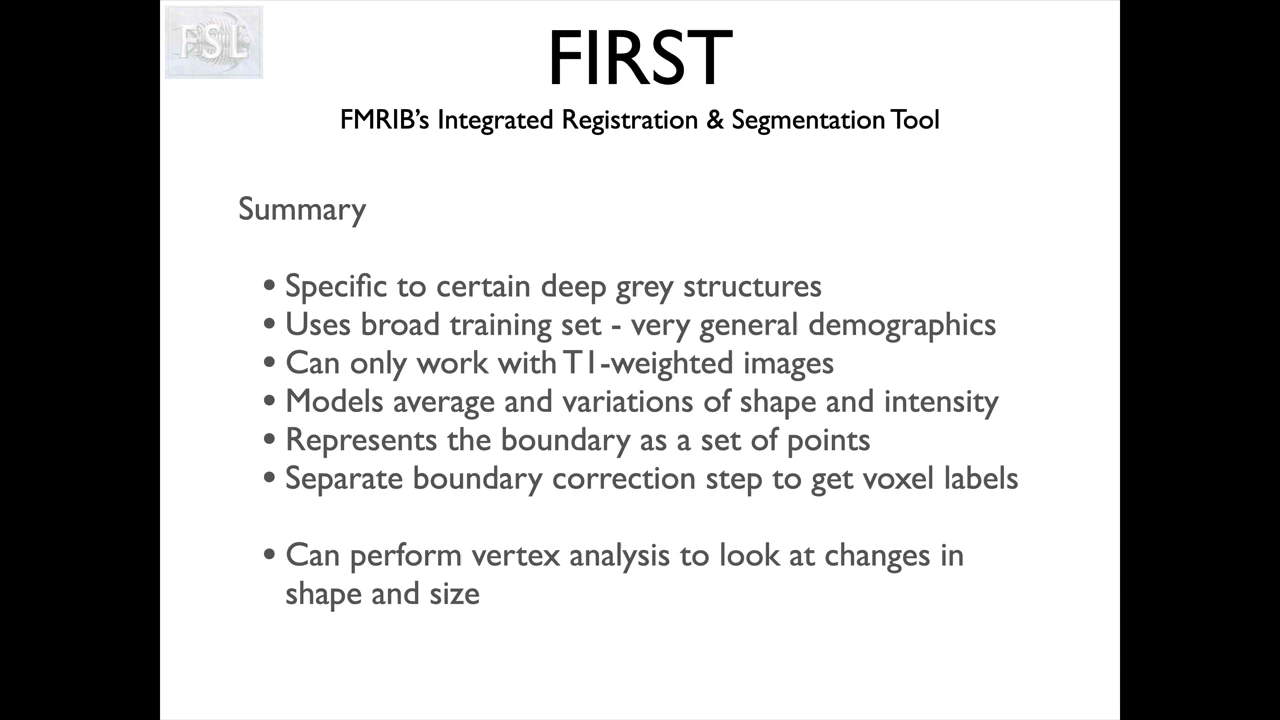 FSL
FIRST
FMRIB’s Integrated Registration & Segmentation Tool
Summary
• Specific to certain deep grey structures
• Uses broad training set - very general demographics
• Can only work with T1-weighted images
• Models average and variations of shape and intensity
• Represents the boundary as a set of points
• Separate boundary correction step to get voxel labels
• Can perform vertex analysis to look at changes in
shape and size